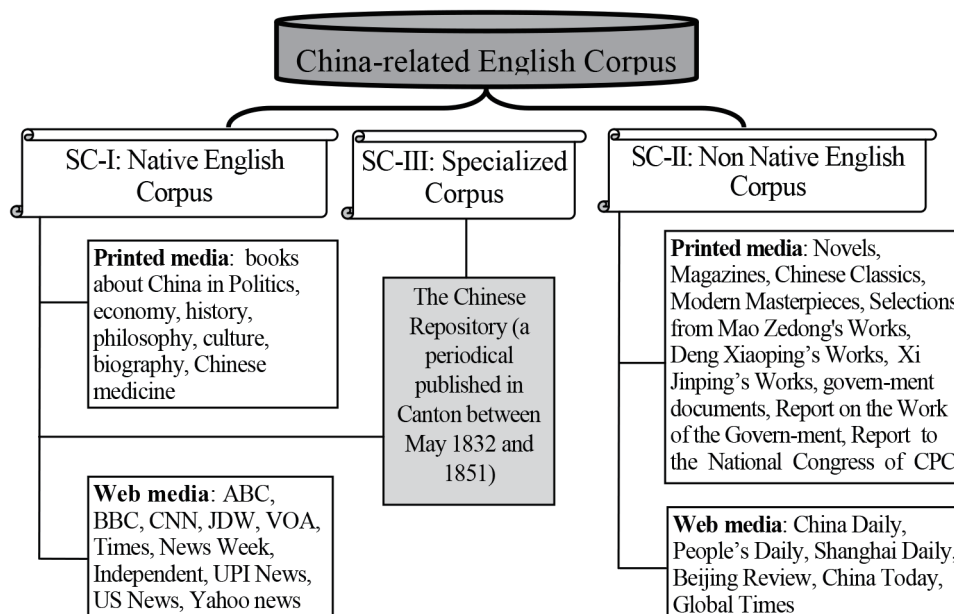 China-related English Corpus
SC-I: Native English
Corpus
SC-III: Specialized
Corpus
SC-II: Non Native English
Corpus
Printed media: books
about China in Politics,
economy, history,
philosophy, culture,
biography, Chinese
medicine
The Chinese
Repository (a
periodical
published in
Canton between
May 1832 and
1851)
Printed media: Novels,
Magazines, Chinese Classics,
Modern Masterpieces, Selections
from Mao Zedong's Works,
Deng Xiaoping’s Works, Xi
Jinping’s Works, govern-ment
documents, Report on the Work
of the Govern-ment, Report to
the National Congress of CPC
Web media: ABC,
BBC, CNN, JDW, VOA,
Times, News Week,
Independent, UPI News,
US News, Yahoo news
Web media: China Daily,
People’s Daily, Shanghai Daily,
Beijing Review, China Today,
Global Times